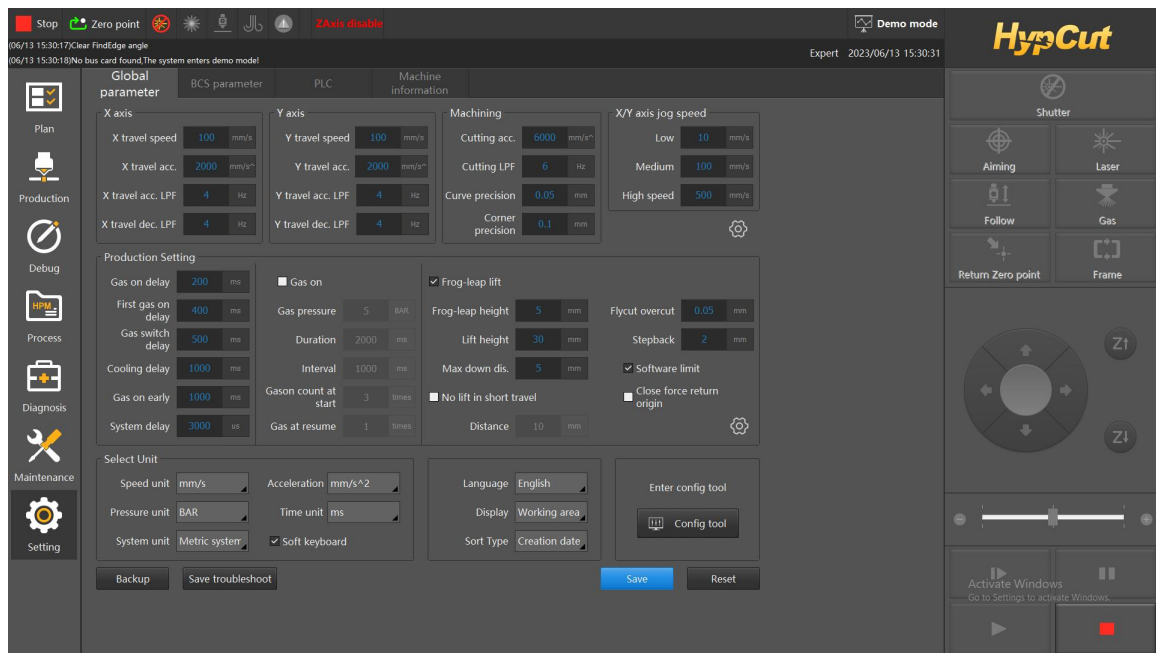 Stop
Zero point
ZAxis disable
Demo mode
HypCut
(06/13 15:30:17)Clear FindEdge angle
(06/13 15:30:18)No bus card found,The system enters demo mode!
Expert 2023/06/13 15:30:31
Plan
Production
Debug
HPM
Process
Diagnosis
Maintenance
Setting
Global
parameter
BCS parameter
PLC
Machine
information
X axis
X travel speed 100 mm/s
X travel acc. 2000 mm/s^
X travel acc. LPF 4 Hz
X travel dec. LPF 4 Hz
Y axis
Y travel speed 100 mm/s
Y travel acc. 2000 mm/s^
Y travel acc. LPF 4 Hz
Y travel dec. LPF 4 Hz
Machining
Cutting acc. 6000 mm/s^
Cutting LPF 6 Hz
Curve precision 0.05 mm
Corner
precision 0.1 mm
X/Y axis jog speed
Low 10 mm/s
Medium 100 mm/s
High speed 500 mm/s
Production Setting
Gas on delay 200 ms
First gas on
delay 400 ms
Gas switch
delay 500 ms
Cooling delay 1000 ms
Gas on early 1000 ms
System delay 3000 us
Gas on
Gas pressure 5 BAR
Duration 2000 ms
Interval 1000 ms
Gason count at
start 3 times
Gas at resume 1 times
Frog-leap lift
Frog-leap height 5 mm
Lift height 30 mm
Max down dis. 5 mm
No lift in short travel
Distance 10 mm
Flycut overcut 0.05 mm
Stepback 2 mm
Software limit
Close force return
origin
Select Unit
Speed unit mm/s
Acceleration mm/s^2
Pressure unit BAR
Time unit ms
System unit Metric system
Soft keyboard
Language English
Display Working area
Sort Type Creation date
Enter config tool
Config tool
Backup
Save troubleshoot
Save
Reset
Shutter
Aiming
Laser
Follow
Gas
Return Zero point
Frame
Z↑
Z↓
Activate Windows
Go to Settings to activate Windows.